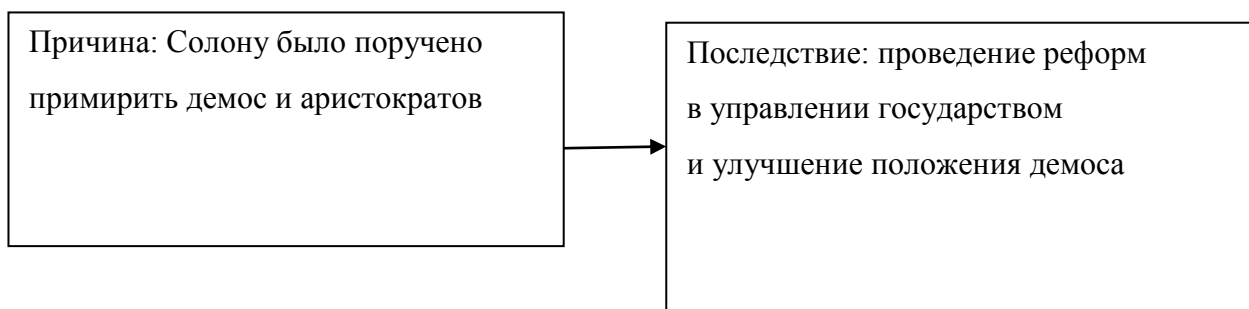 Причина: Солону было поручено
примирить демос и аристократов
Последствие: проведение реформ
в управлении государством
и улучшение положения демоса